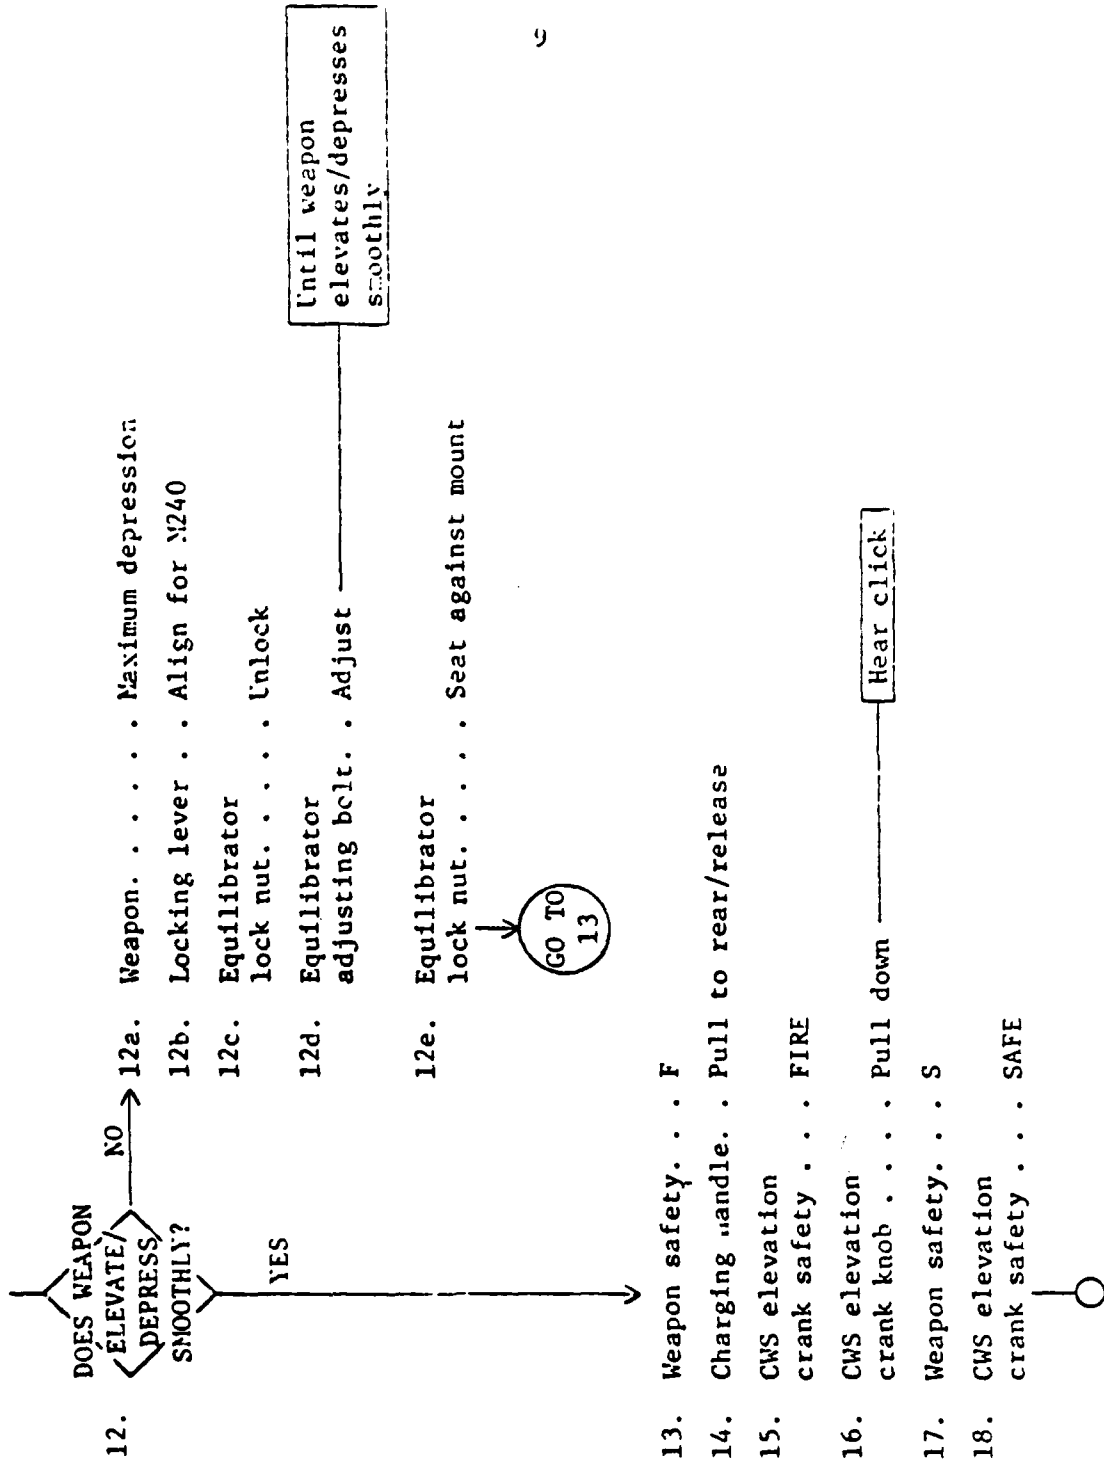 12.
DOES WEAPON
ELEVATE/
DEPRESS
SMOOTHLY?
NO
YES
12a. Weapon. . . . . . Maximum depression
12b. Locking lever . . Align for M240
12c. Equilibrator
lock nut. . . . . Unlock
12d. Equilibrator
adjusting bolt. . Adjust
Until weapon
elevates/depresses
smoothly
12e. Equilibrator
lock nut. . . . . Seat against mount
GO TO
13
13. Weapon safety. . . F
14. Charging handle. . Pull to rear/release
15. CWS elevation
crank safety . . . FIRE
16. CWS elevation
crank knob . . . . Pull down
Hear click
17. Weapon safety. . . S
18. CWS elevation
crank safety . . . SAFE